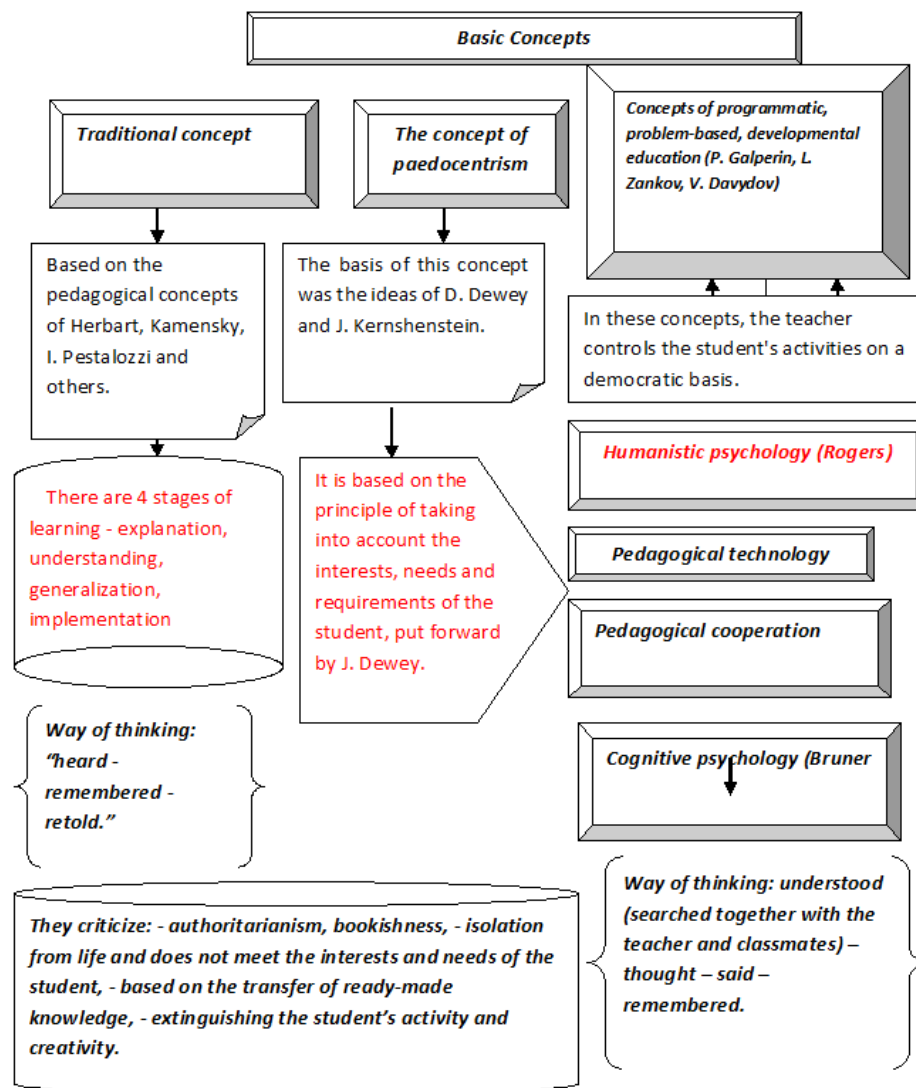 Basic Concepts
Traditional concept
The concept of
paedocentrism
Concepts of programmatic,
problem-based, developmental
education (P. Galperin, L.
Zankov, V. Davydov)
Based on the
pedagogical concepts
of Herbart, Kamensky,
I. Pestalozzi and
others.
The basis of this concept
was the ideas of D. Dewey
and J. Kernshenstein.
In these concepts, the teacher
controls the student's activities on a
democratic basis.
There are 4 stages of
learning - explanation,
understanding,
generalization,
implementation
It is based on the
principle of taking
into account the
interests, needs and
requirements of the
student, put forward
by J. Dewey.
Humanistic psychology (Rogers)
Pedagogical technology
Pedagogical cooperation
Cognitive psychology (Bruner
Way of thinking:
“heard -
remembered -
retold.”
They criticize: - authoritarianism, bookishness, - isolation
from life and does not meet the interests and needs of the
student, - based on the transfer of ready-made
knowledge, - extinguishing the student’s activity and
creativity.
Way of thinking: understood
(searched together with the
teacher and classmates) –
thought – said –
remembered.